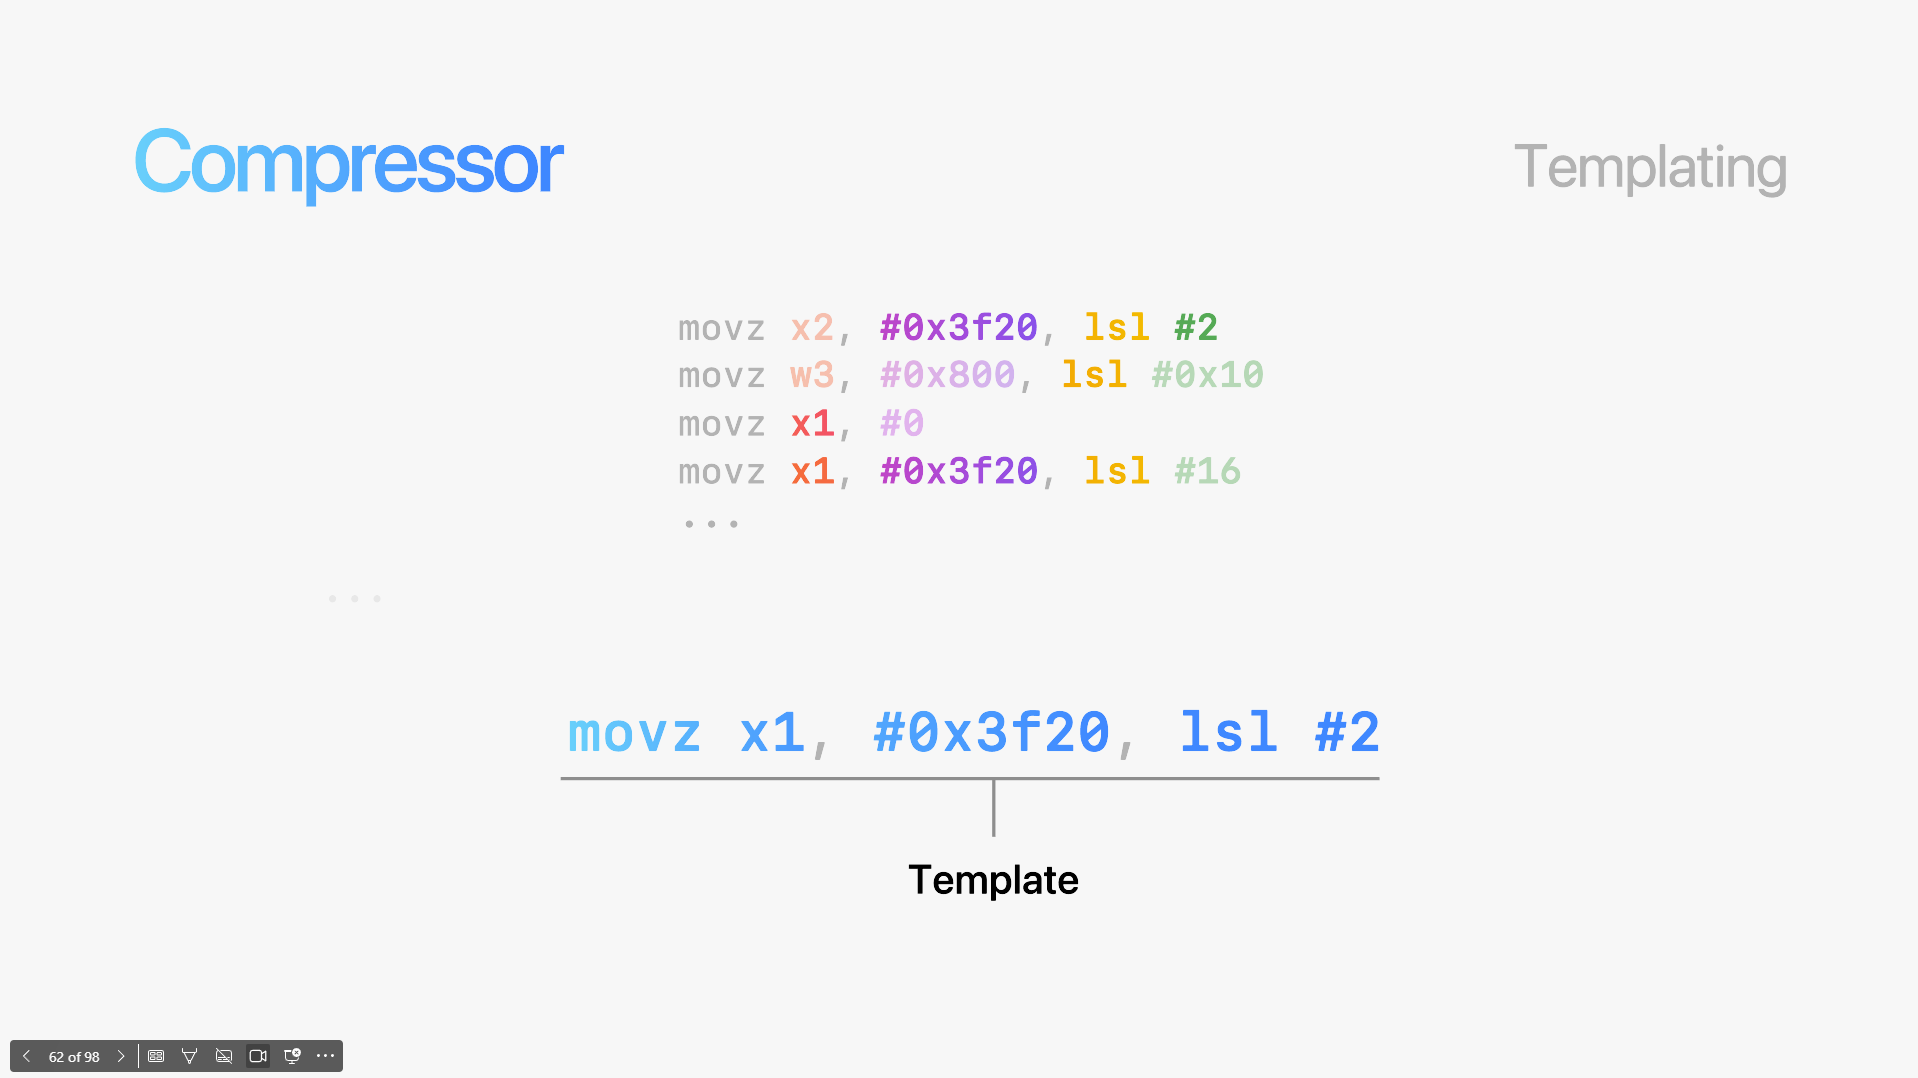 Compressor
Templating
movz x2, #0x3f20, lsl #2
movz w3, #0x800, lsl #0x10
movz x1, #0
movz x1, #0x3f20, lsl #16
...
...
movz x1, #0x3f20, lsl #2
Template
62 of 98